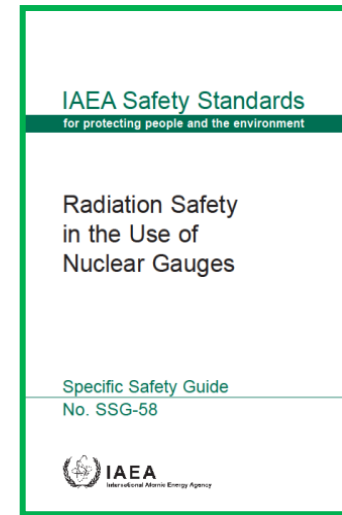 IAEA Safety Standards
for protecting people and the environment
Radiation Safety
in the Use of
Nuclear Gauges
Specific Safety Guide
No. SSG-58
IAEA
International Atomic Energy Agency